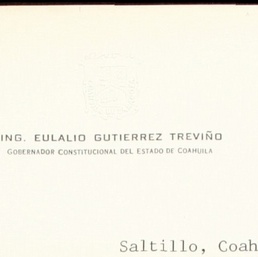 ING. EULALIO GUTIERREZ TREVIÑO
GOBERNADOR CONSTITUCIONAL DEL ESTADO DE COAHUILA
Saltillo, Coah